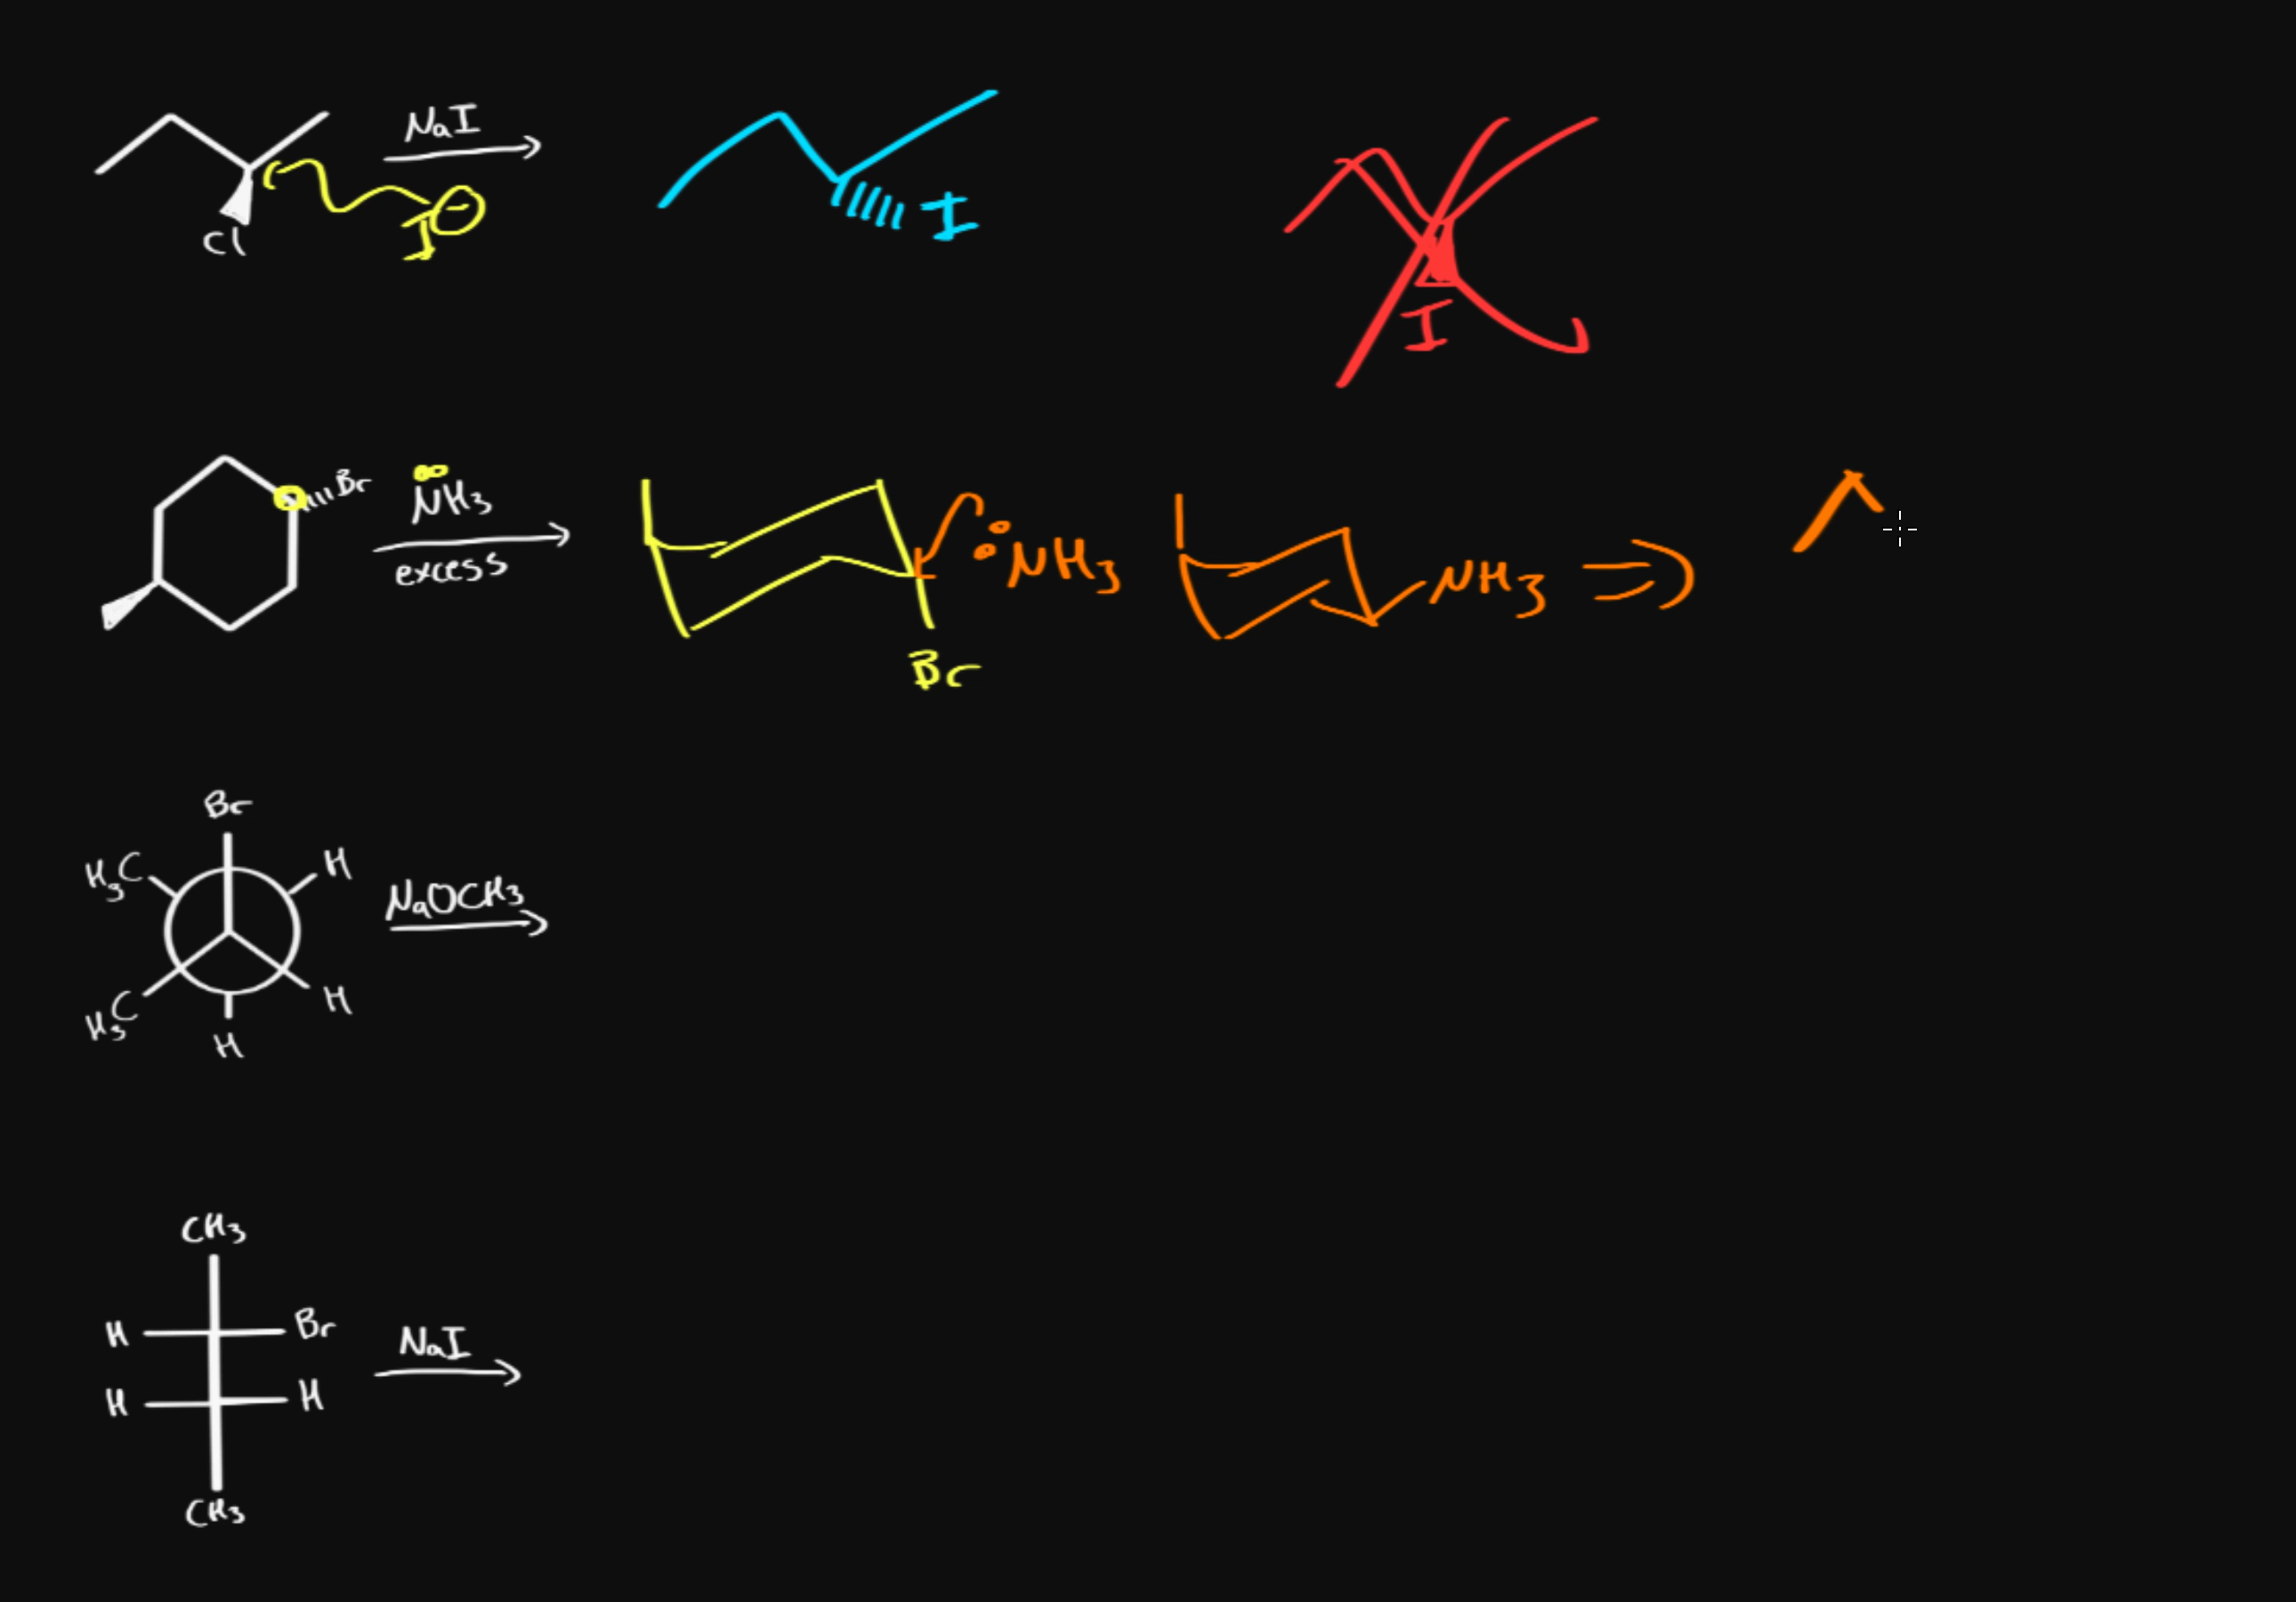 NaI
Cl
I⊖
I
I
Br
NH3
excess
NH3
NH3
Br
Br
H3C
H
NaOCH3
H3C
H
H
CH3
H
Br
NaI
H
H
CH3